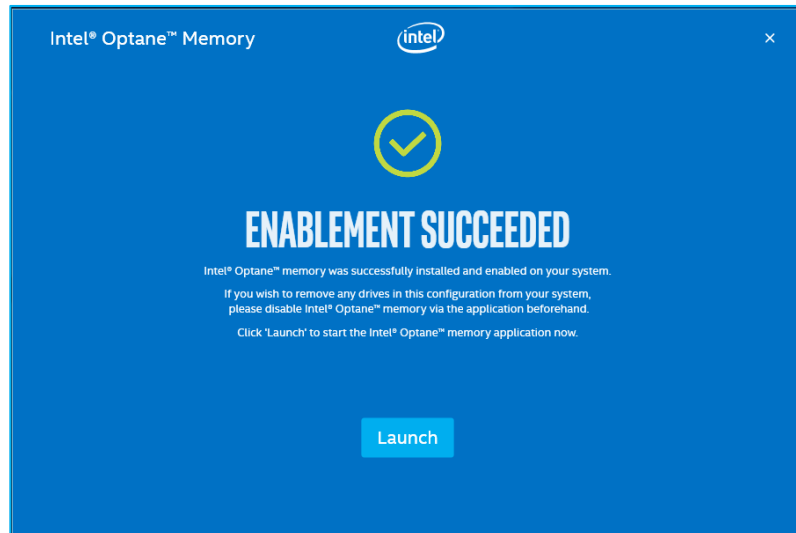 Intel® Optane™ Memory
intel
×
ENABLEMENT SUCCEEDED
Intel® Optane™ memory was successfully installed and enabled on your system.
If you wish to remove any drives in this configuration from your system,
please disable Intel® Optane™ memory via the application beforehand.
Click 'Launch' to start the Intel® Optane™ memory application now.
Launch